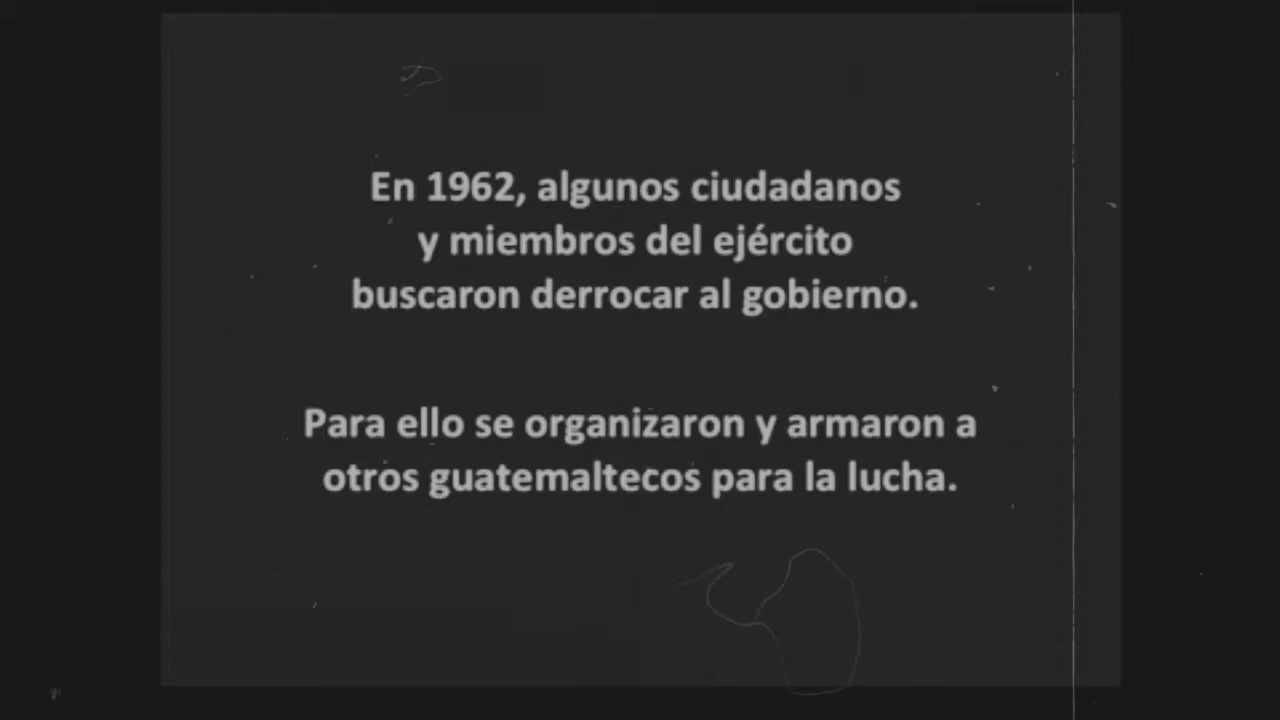 En 1962, algunos ciudadanos
y miembros del ejército
buscaron derrocar al gobierno.
Para ello se organizaron y armaron a
otros guatemaltecos para la lucha.